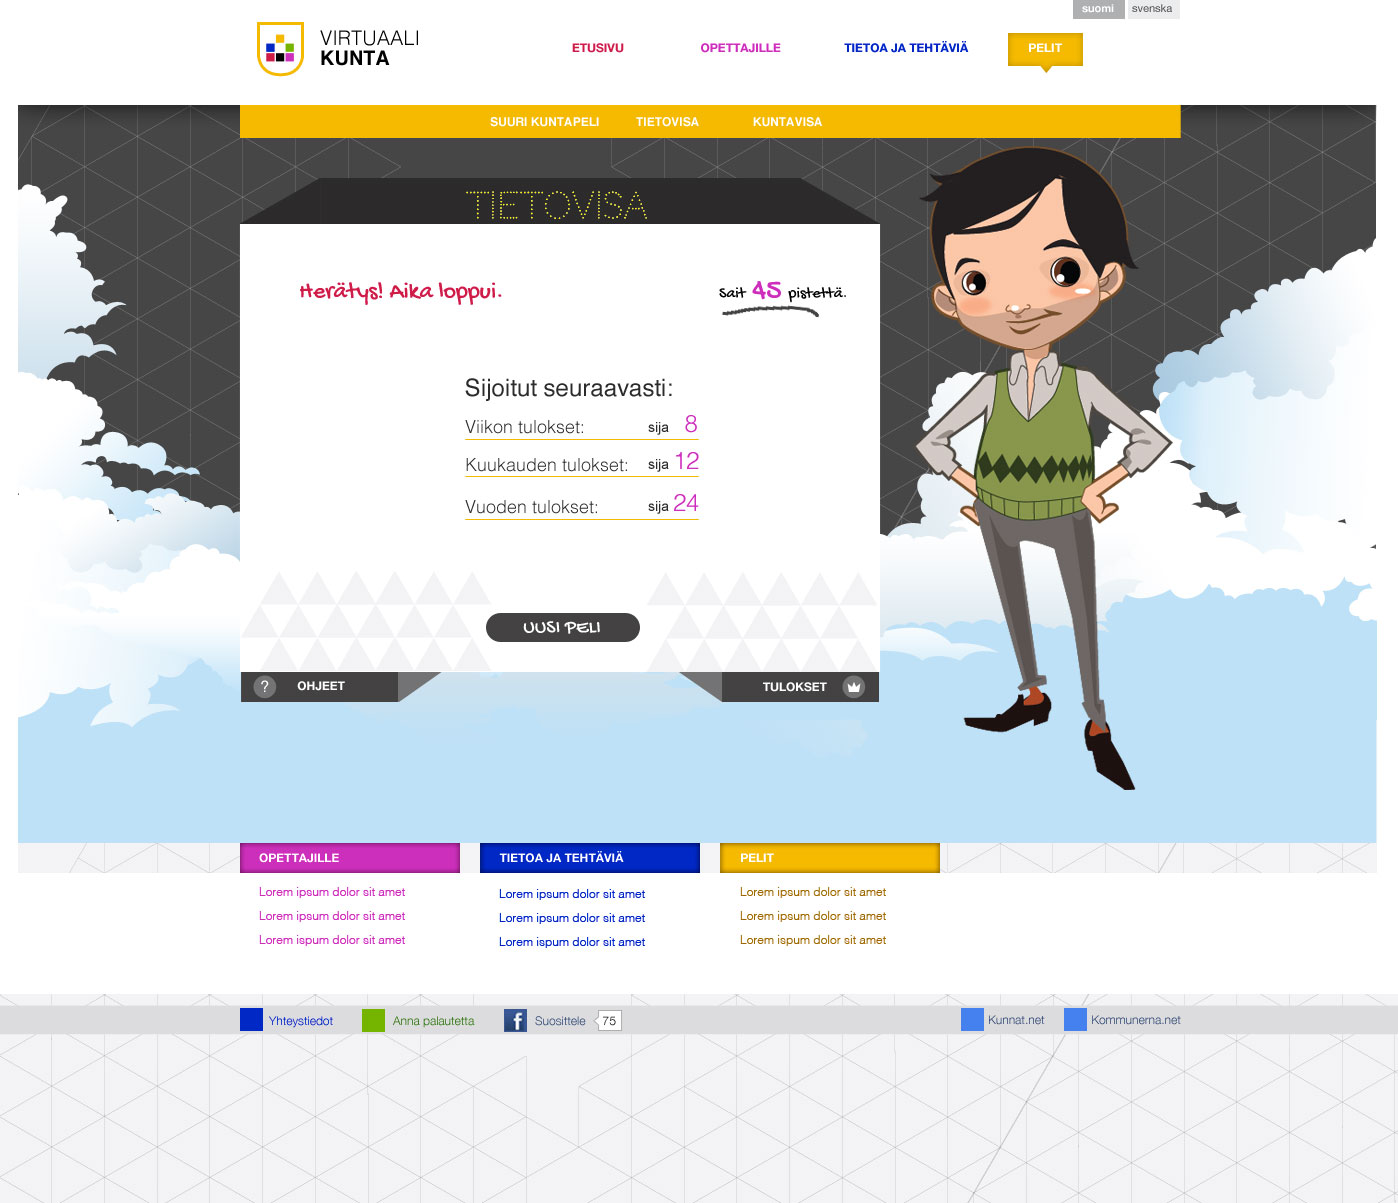 suomi svenska
VIRTUAALI
KUNTA
ETUSIVU OPETTAJILLE TIETOA JA TEHTÄVIÄ PELIT
SUURI KUNTAPELI TIETOVISA KUNTAVISA
TIETOVISA
Herätys! Aika loppui.
Sait 45 pistettä.
Sijoitut seuraavasti:
Viikon tulokset: sija 8
Kuukauden tulokset: sija 12
Vuoden tulokset: sija 24
UUSI PELI
? OHJEET TULOKSET
OPETTAJILLE TIETOA JA TEHTÄVIÄ PELIT
Lorem ipsum dolor sit amet Lorem ipsum dolor sit amet Lorem ipsum dolor sit amet
Lorem ipsum dolor sit amet Lorem ipsum dolor sit amet Lorem ipsum dolor sit amet
Lorem ispum dolor sit amet Lorem ispum dolor sit amet Lorem ispum dolor sit amet
Yhteystiedot Anna palautetta f Suosittele 75 Kunnat.net Kommunerna.net